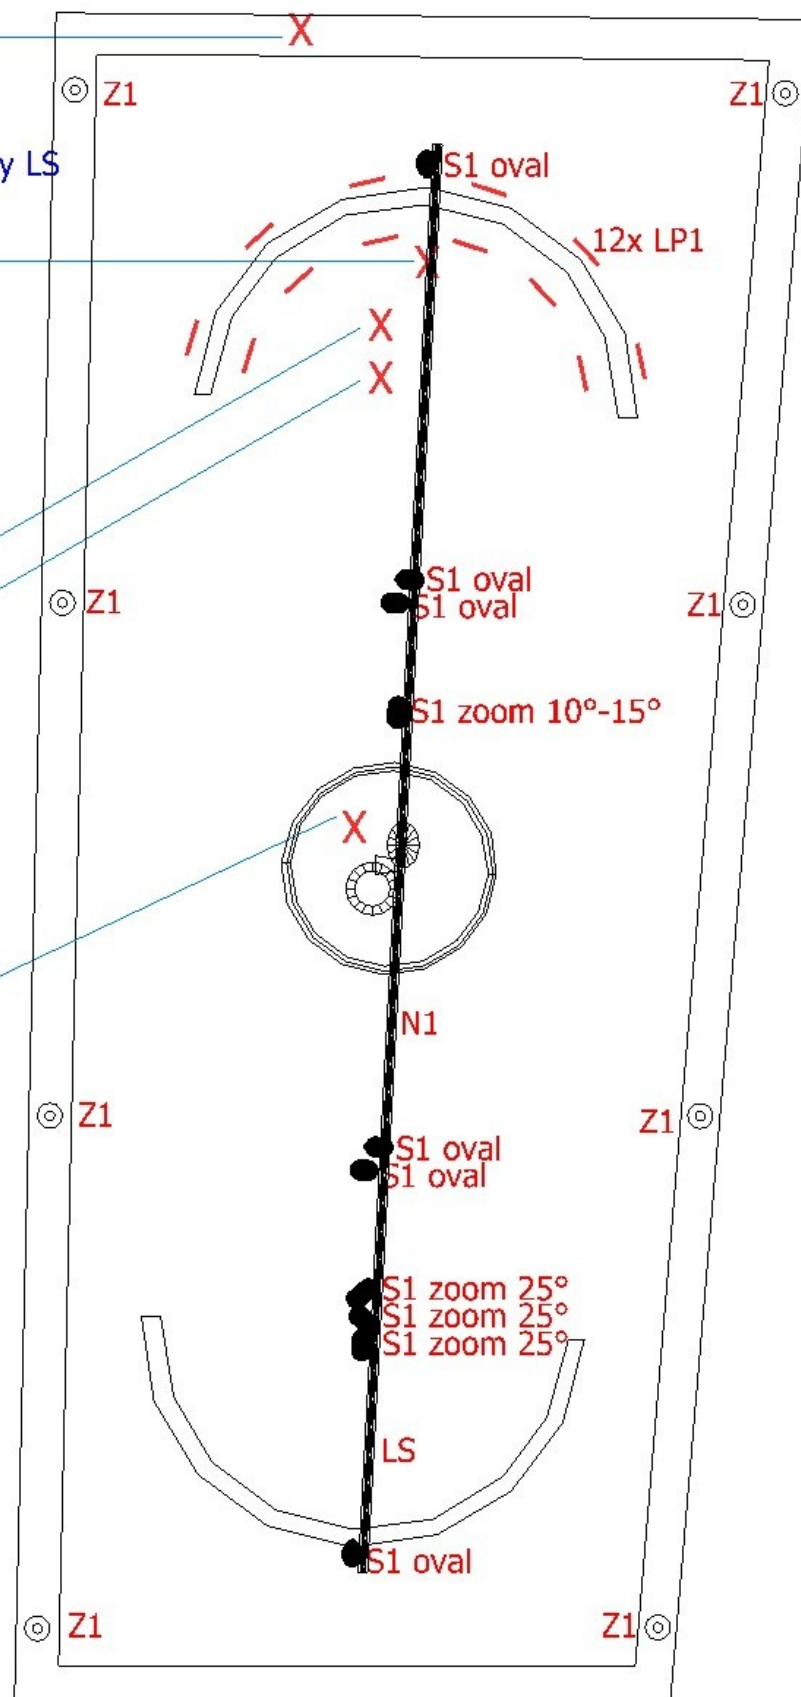 X
Z1
Z1
y LS
S1 oval
12x LP1
X
X
X
S1 oval
S1 oval
Z1
Z1
S1 zoom 10°-15°
X
N1
Z1
Z1
S1 oval
S1 oval
S1 zoom 25°
S1 zoom 25°
S1 zoom 25°
LS
S1 oval
Z1
Z1